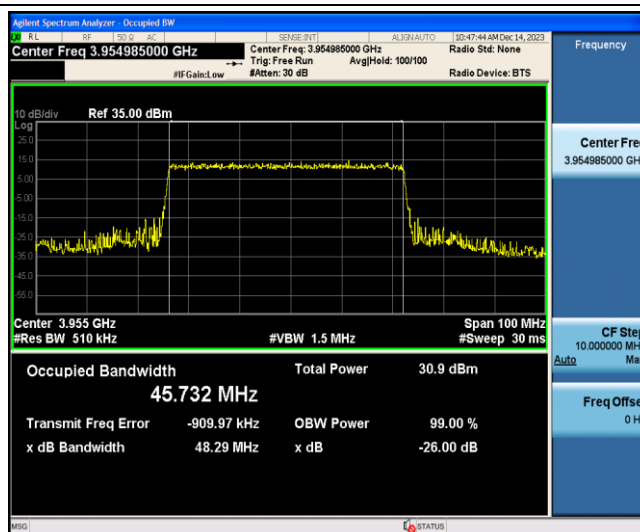 Agilent Spectrum Analyzer - Occupied BW
RL RF 50 Ω AC SENSE:INT ALIGN AUTO 10:47:44 AM Dec 14, 2023
Center Freq 3.954985000 GHz Center Freq: 3.954985000 GHz Radio Std: None Frequency
Trig: Free Run Avg|Hold: 100/100
#IFGain:Low #Atten: 30 dB Radio Device: BTS
10 dB/div Ref 35.00 dBm
Log
25.0
15.0
5.00
-5.00
-15.0
-25.0
-35.0
-45.0
-55.0
Center Fre
3.954985000 GH
Center 3.955 GHz Span 100 MHz
#Res BW 510 kHz #VBW 1.5 MHz #Sweep 30 ms
CF Step
10.000000 MH
Auto Ma
Occupied Bandwidth Total Power 30.9 dBm
45.732 MHz
Freq Offse
0 H
Transmit Freq Error -909.97 kHz OBW Power 99.00 %
x dB Bandwidth 48.29 MHz x dB -26.00 dB
MSG STATUS